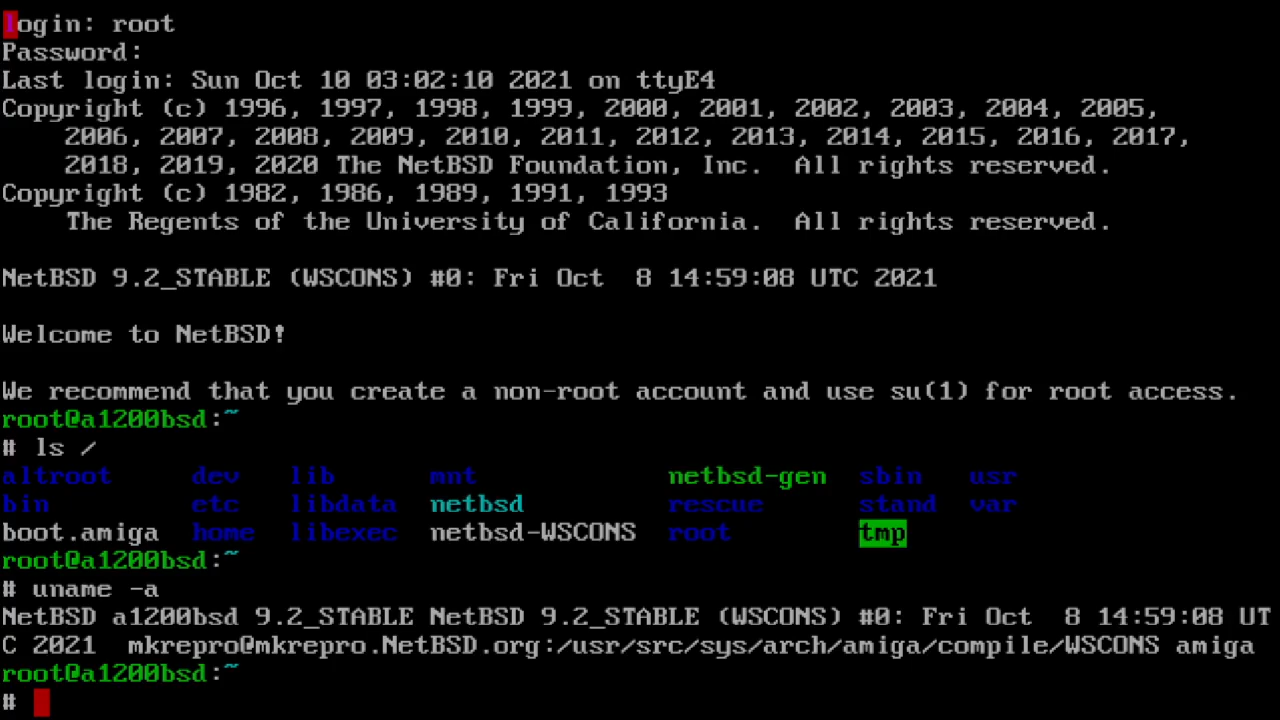 login: root
Password:
Last login: Sun Oct 10 03:02:10 2021 on ttyE4
Copyright (c) 1996, 1997, 1998, 1999, 2000, 2001, 2002, 2003, 2004, 2005,
    2006, 2007, 2008, 2009, 2010, 2011, 2012, 2013, 2014, 2015, 2016, 2017,
    2018, 2019, 2020 The NetBSD Foundation, Inc.  All rights reserved.
Copyright (c) 1982, 1986, 1989, 1991, 1993
    The Regents of the University of California.  All rights reserved.
NetBSD 9.2_STABLE (WSCONS) #0: Fri Oct  8 14:59:08 UTC 2021
Welcome to NetBSD!
We recommend that you create a non-root account and use su(1) for root access.
root@a1200bsd:~
# ls /
altroot     dev   lib      mnt            netbsd-gen  sbin   usr
bin         etc   libdata  netbsd         rescue      stand  var
boot.amiga  home  libexec  netbsd-WSCONS  root        tmp
root@a1200bsd:~
# uname -a
NetBSD a1200bsd 9.2_STABLE NetBSD 9.2_STABLE (WSCONS) #0: Fri Oct  8 14:59:08 UT
C 2021  mkrepro@mkrepro.NetBSD.org:/usr/src/sys/arch/amiga/compile/WSCONS amiga
root@a1200bsd:~
#